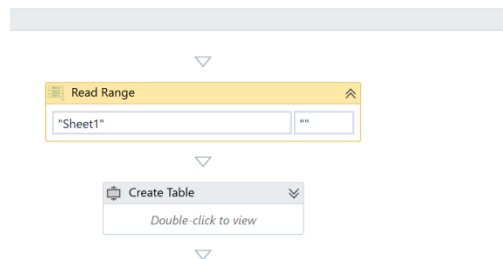 Read Range
"Sheet1" ""
Create Table
Double-click to view